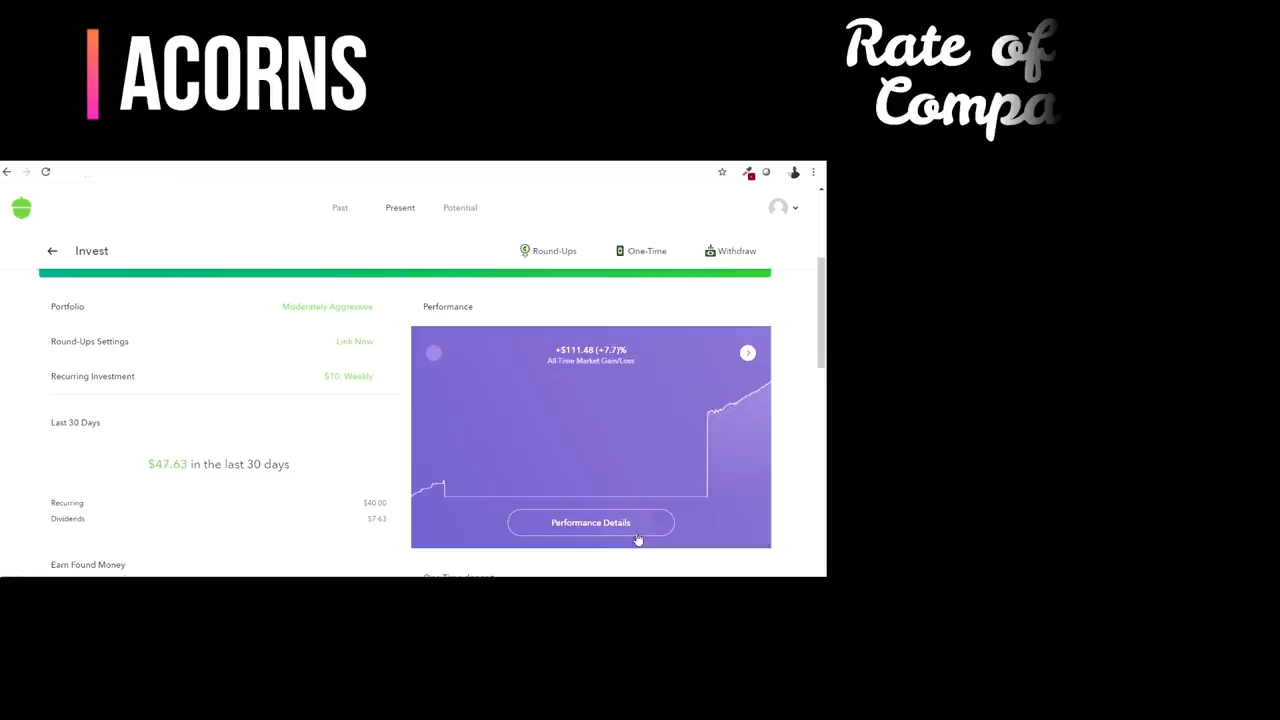 ACORNS
Rate of
Compa
Past
Present
Potential
Invest
Round-Ups
One-Time
Withdraw
Portfolio
Moderately Aggressive
Performance
Round-Ups Settings
Link Now
+$111.48 (+7.7)%
All-Time Market Gain/Loss
Recurring Investment
$10, Weekly
Last 30 Days
$47.63 in the last 30 days
Recurring
$40.00
Dividends
$7.63
Performance Details
Earn Found Money